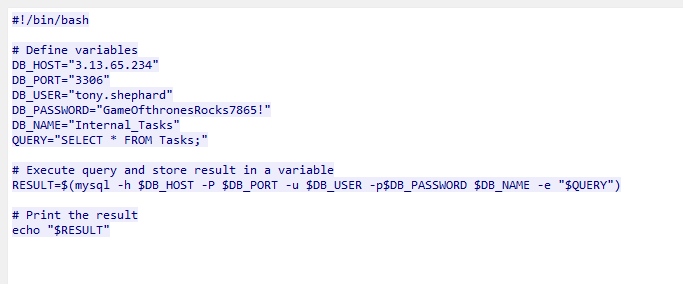 #!/bin/bash
# Define variables
DB_HOST="3.13.65.234"
DB_PORT="3306"
DB_USER="tony.shephard"
DB_PASSWORD="GameOfthronesRocks7865!"
DB_NAME="Internal_Tasks"
QUERY="SELECT * FROM Tasks;"
# Execute query and store result in a variable
RESULT=$(mysql -h $DB_HOST -P $DB_PORT -u $DB_USER -p$DB_PASSWORD $DB_NAME -e "$QUERY")
# Print the result
echo "$RESULT"